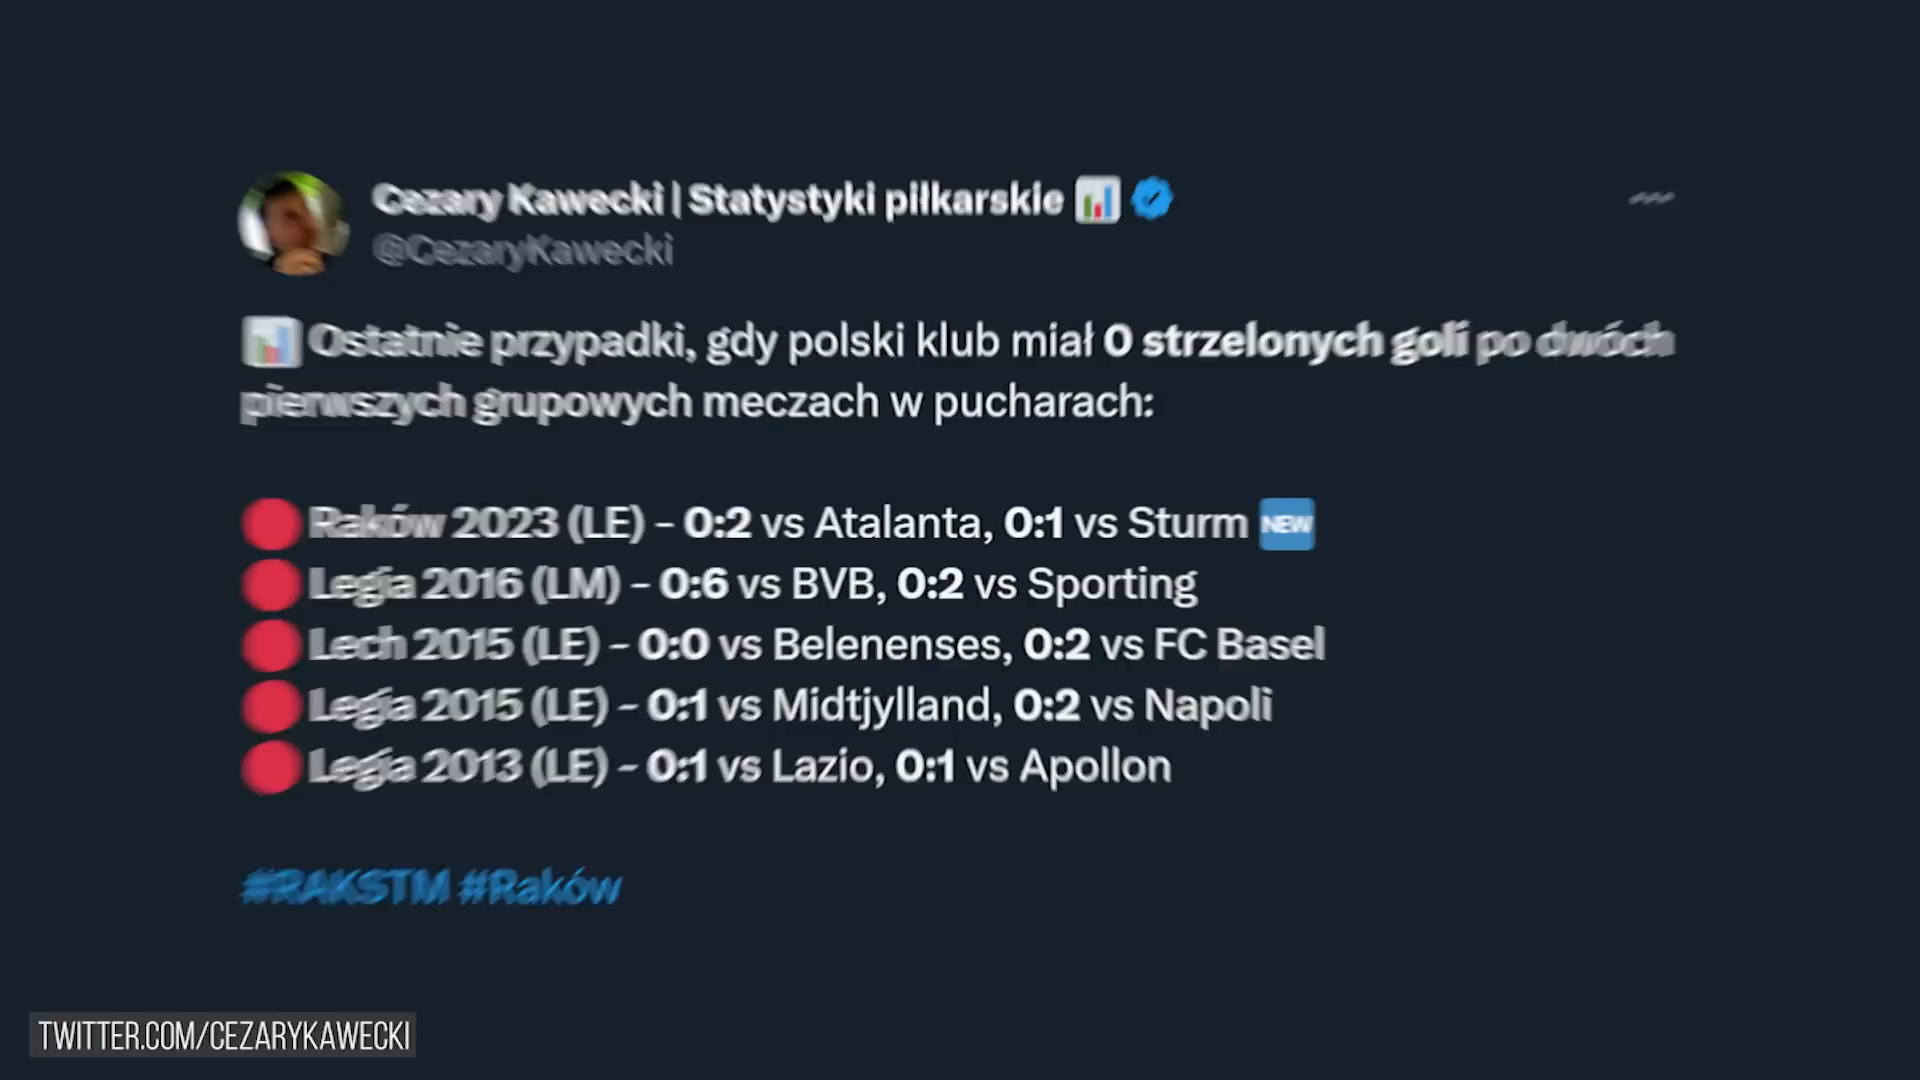 Cezary Kawecki | Statystyki piłkarskie
@CezaryKawecki
Ostatnie przypadki, gdy polski klub miał 0 strzelonych goli po dwóch
pierwszych grupowych meczach w pucharach:
Raków 2023 (LE) – 0:2 vs Atalanta, 0:1 vs Sturm NEW
Legia 2016 (LM) – 0:6 vs BVB, 0:2 vs Sporting
Lech 2015 (LE) – 0:0 vs Belenenses, 0:2 vs FC Basel
Legia 2015 (LE) – 0:1 vs Midtjylland, 0:2 vs Napoli
Legia 2013 (LE) – 0:1 vs Lazio, 0:1 vs Apollon
#RAKSTM #Raków
TWITTER.COM/CEZARYKAWECKI